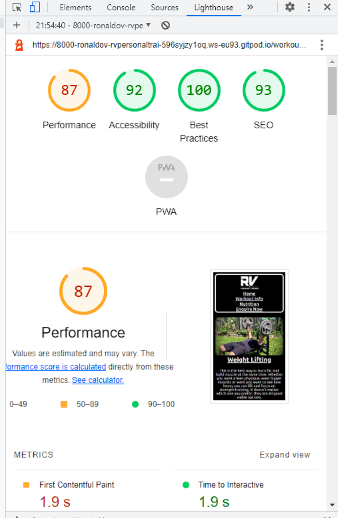 Elements
Console
Sources
Lighthouse
»
+ 21:54:40 - 8000-ronaldov-rvpe
https://8000-ronaldov-rvpersonaltrai-596syjzy1oq.ws-eu93.gitpod.io/workou...
87
92
100
93
Performance
Accessibility
Best
Practices
SEO
PWA
PWA
87
Performance
Values are estimated and may vary. The
formance score is calculated directly from these
metrics. See calculator.
0–49
50–89
90–100
RV
Home
Workout Info
Nutrition
Enquire Now
Weight Lifting
METRICS
Expand view
First Contentful Paint
1.9 s
Time to Interactive
1.9 s